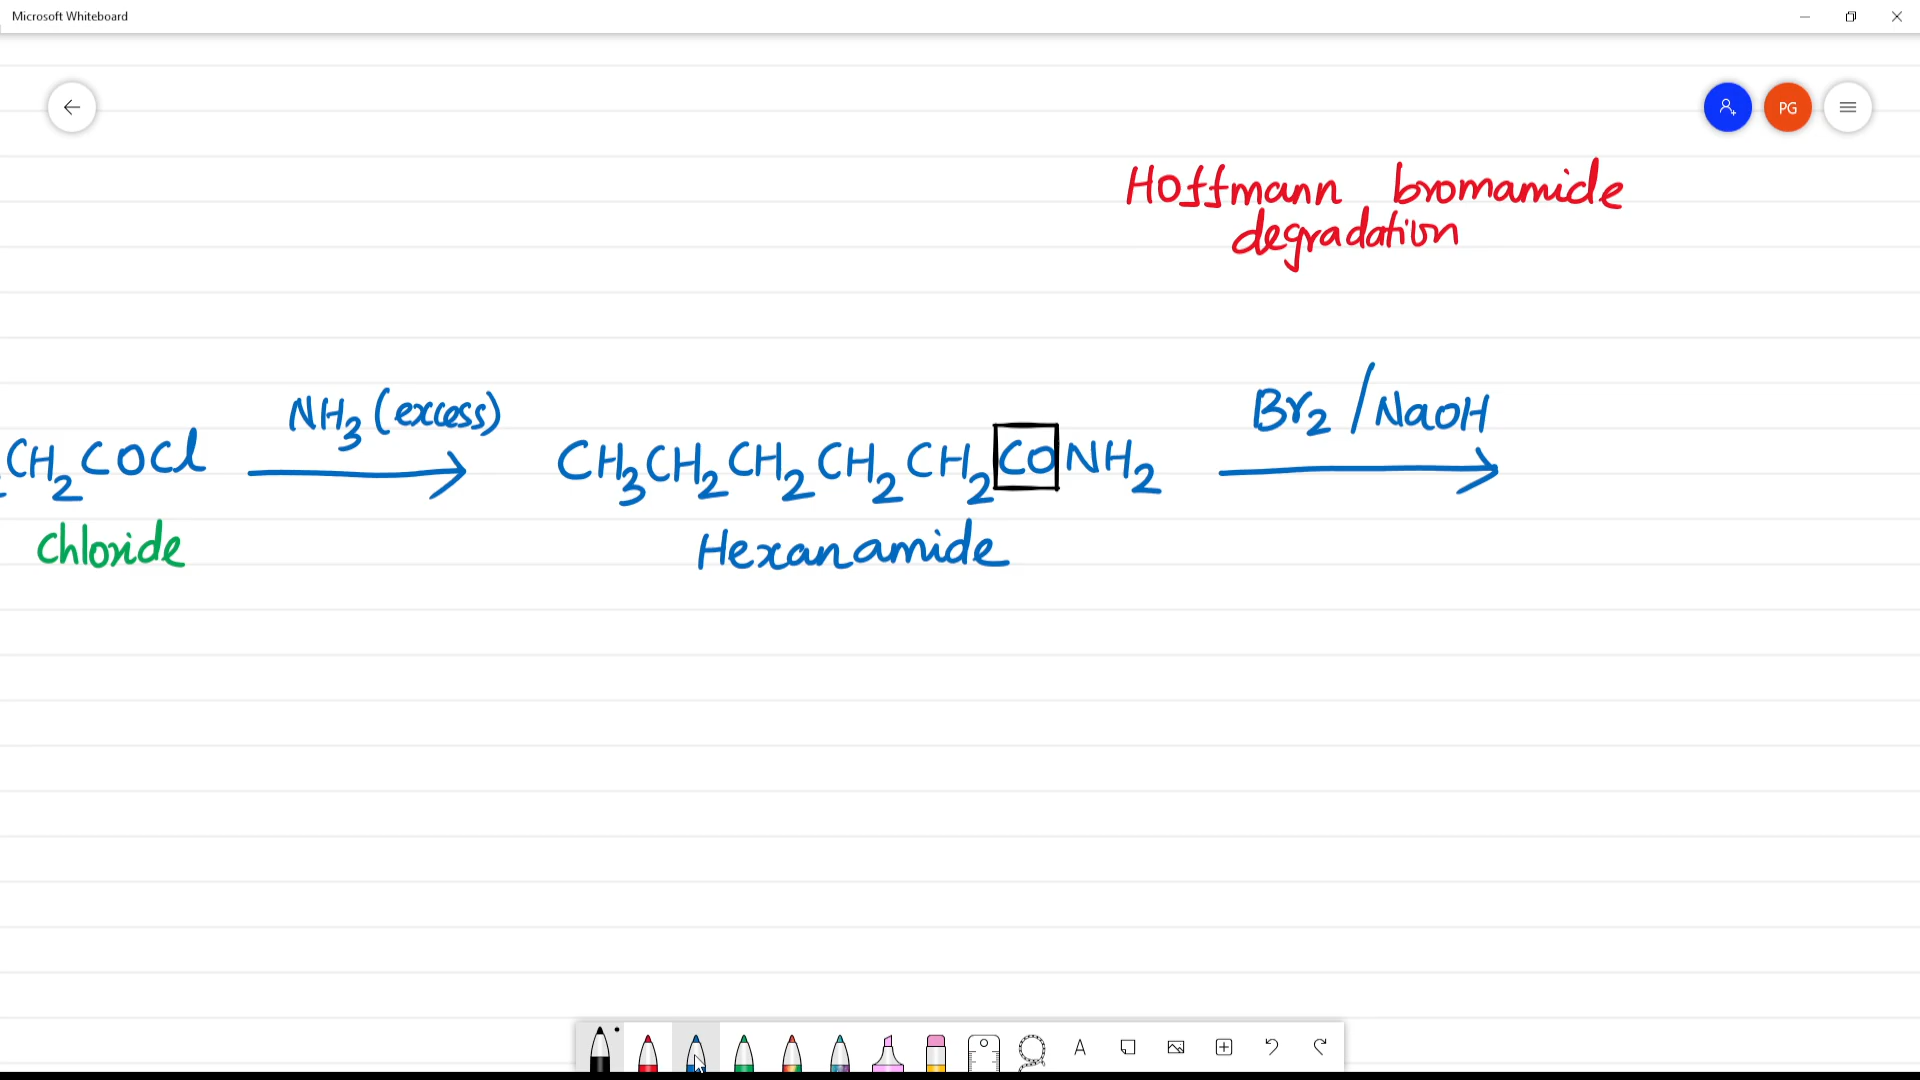 Microsoft Whiteboard
PG
Hoffmann bromamide
degradation
NH3 (excess)
Br2 / NaOH
CH2COCl
CH3CH2CH2CH2CH2CONH2
Chloride
Hexanamide
A